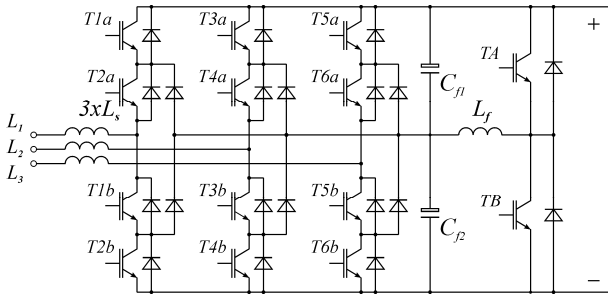 T1a T3a T5a
+
TA
T2a T4a T6a
Cf1
3xLs
Lf
L1
L2
L3
T1b T3b T5b
TB
Cf2
T2b T4b T6b
−